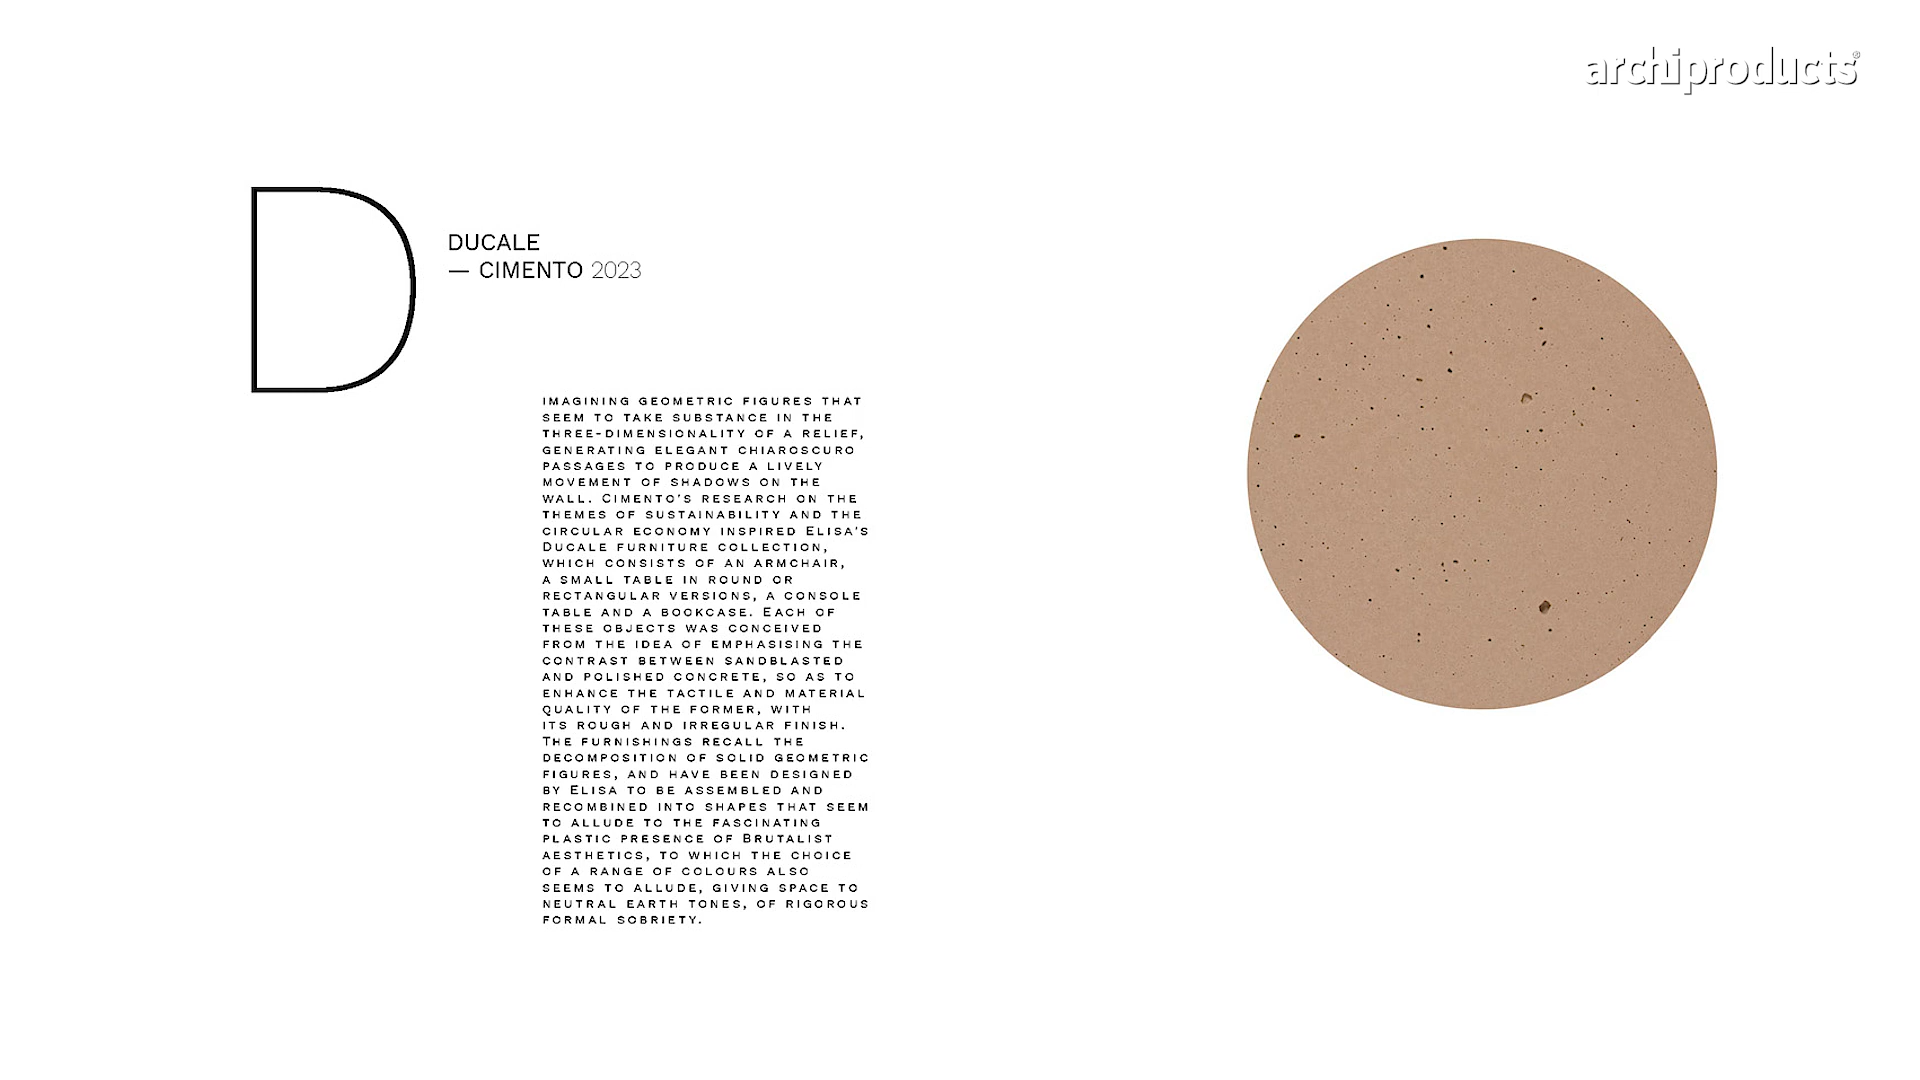 archiproducts®
D
DUCALE
— CIMENTO 2023
IMAGINING GEOMETRIC FIGURES THAT
SEEM TO TAKE SUBSTANCE IN THE
THREE-DIMENSIONALITY OF A RELIEF,
GENERATING ELEGANT CHIAROSCURO
PASSAGES TO PRODUCE A LIVELY
MOVEMENT OF SHADOWS ON THE
WALL. CIMENTO'S RESEARCH ON THE
THEMES OF SUSTAINABILITY AND THE
CIRCULAR ECONOMY INSPIRED ELISA'S
DUCALE FURNITURE COLLECTION,
WHICH CONSISTS OF AN ARMCHAIR,
A SMALL TABLE IN ROUND OR
RECTANGULAR VERSIONS, A CONSOLE
TABLE AND A BOOKCASE. EACH OF
THESE OBJECTS WAS CONCEIVED
FROM THE IDEA OF EMPHASISING THE
CONTRAST BETWEEN SANDBLASTED
AND POLISHED CONCRETE, SO AS TO
ENHANCE THE TACTILE AND MATERIAL
QUALITY OF THE FORMER, WITH
ITS ROUGH AND IRREGULAR FINISH.
THE FURNISHINGS RECALL THE
DECOMPOSITION OF SOLID GEOMETRIC
FIGURES, AND HAVE BEEN DESIGNED
BY ELISA TO BE ASSEMBLED AND
RECOMBINED INTO SHAPES THAT SEEM
TO ALLUDE TO THE FASCINATING
PLASTIC PRESENCE OF BRUTALIST
AESTHETICS, TO WHICH THE CHOICE
OF A RANGE OF COLOURS ALSO
SEEMS TO ALLUDE, GIVING SPACE TO
NEUTRAL EARTH TONES, OF RIGOROUS
FORMAL SOBRIETY.